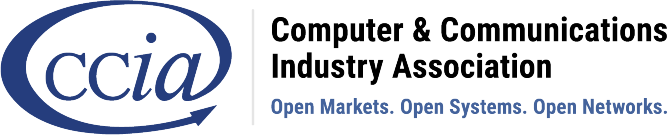 ccia
Computer & Communications
Industry Association
Open Markets. Open Systems. Open Networks.